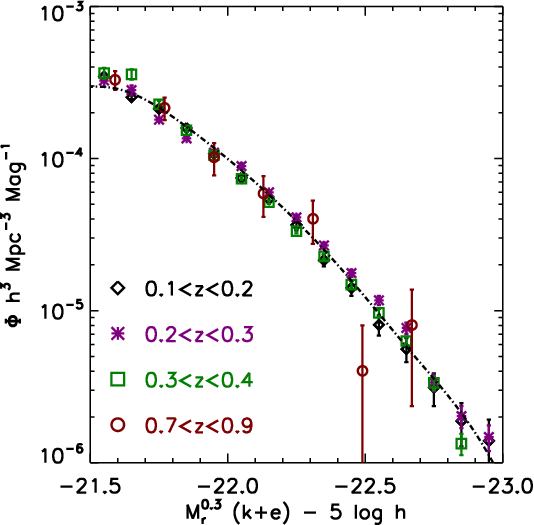 10⁻³
10⁻⁴
10⁻⁵
10⁻⁶
Φ h³ Mpc⁻³ Mag⁻¹
0.1<z<0.2
0.2<z<0.3
0.3<z<0.4
0.7<z<0.9
−21.5 −22.0 −22.5 −23.0
Mᵣ⁰·³ (k+e) − 5 log h